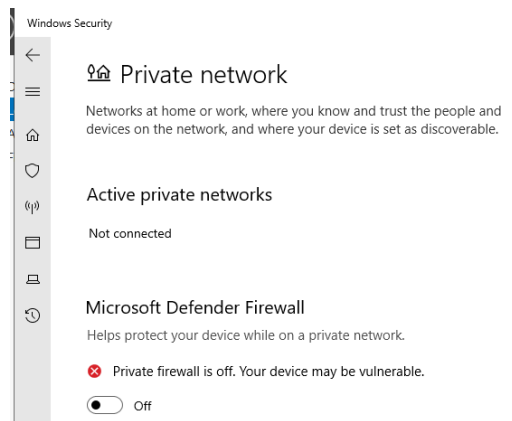 Windows Security
Private network
Networks at home or work, where you know and trust the people and
devices on the network, and where your device is set as discoverable.
Active private networks
Not connected
Microsoft Defender Firewall
Helps protect your device while on a private network.
Private firewall is off. Your device may be vulnerable.
Off